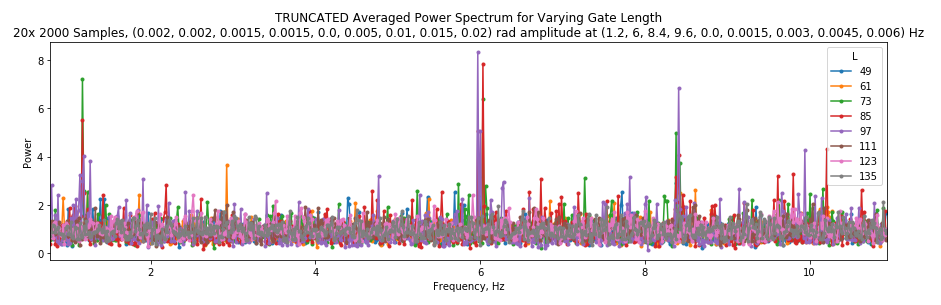 TRUNCATED Averaged Power Spectrum for Varying Gate Length
20x 2000 Samples, (0.002, 0.002, 0.0015, 0.0015, 0.0, 0.005, 0.01, 0.015, 0.02) rad amplitude at (1.2, 6, 8.4, 9.6, 0.0, 0.0015, 0.003, 0.0045, 0.006) Hz
L
49
61
73
85
97
111
123
135
8
6
4
2
0
Power
2 4 6 8 10
Frequency, Hz